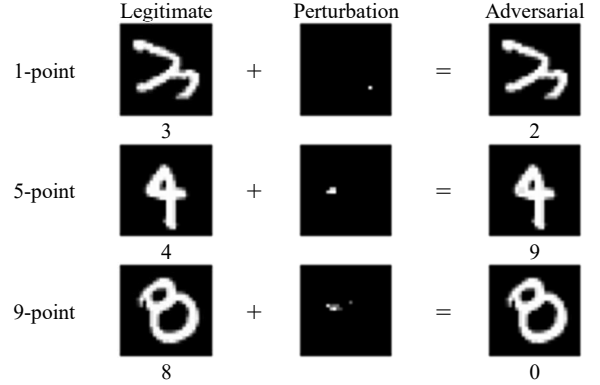 Legitimate Perturbation Adversarial
1-point + =
3 2
5-point + =
4 9
9-point + =
8 0